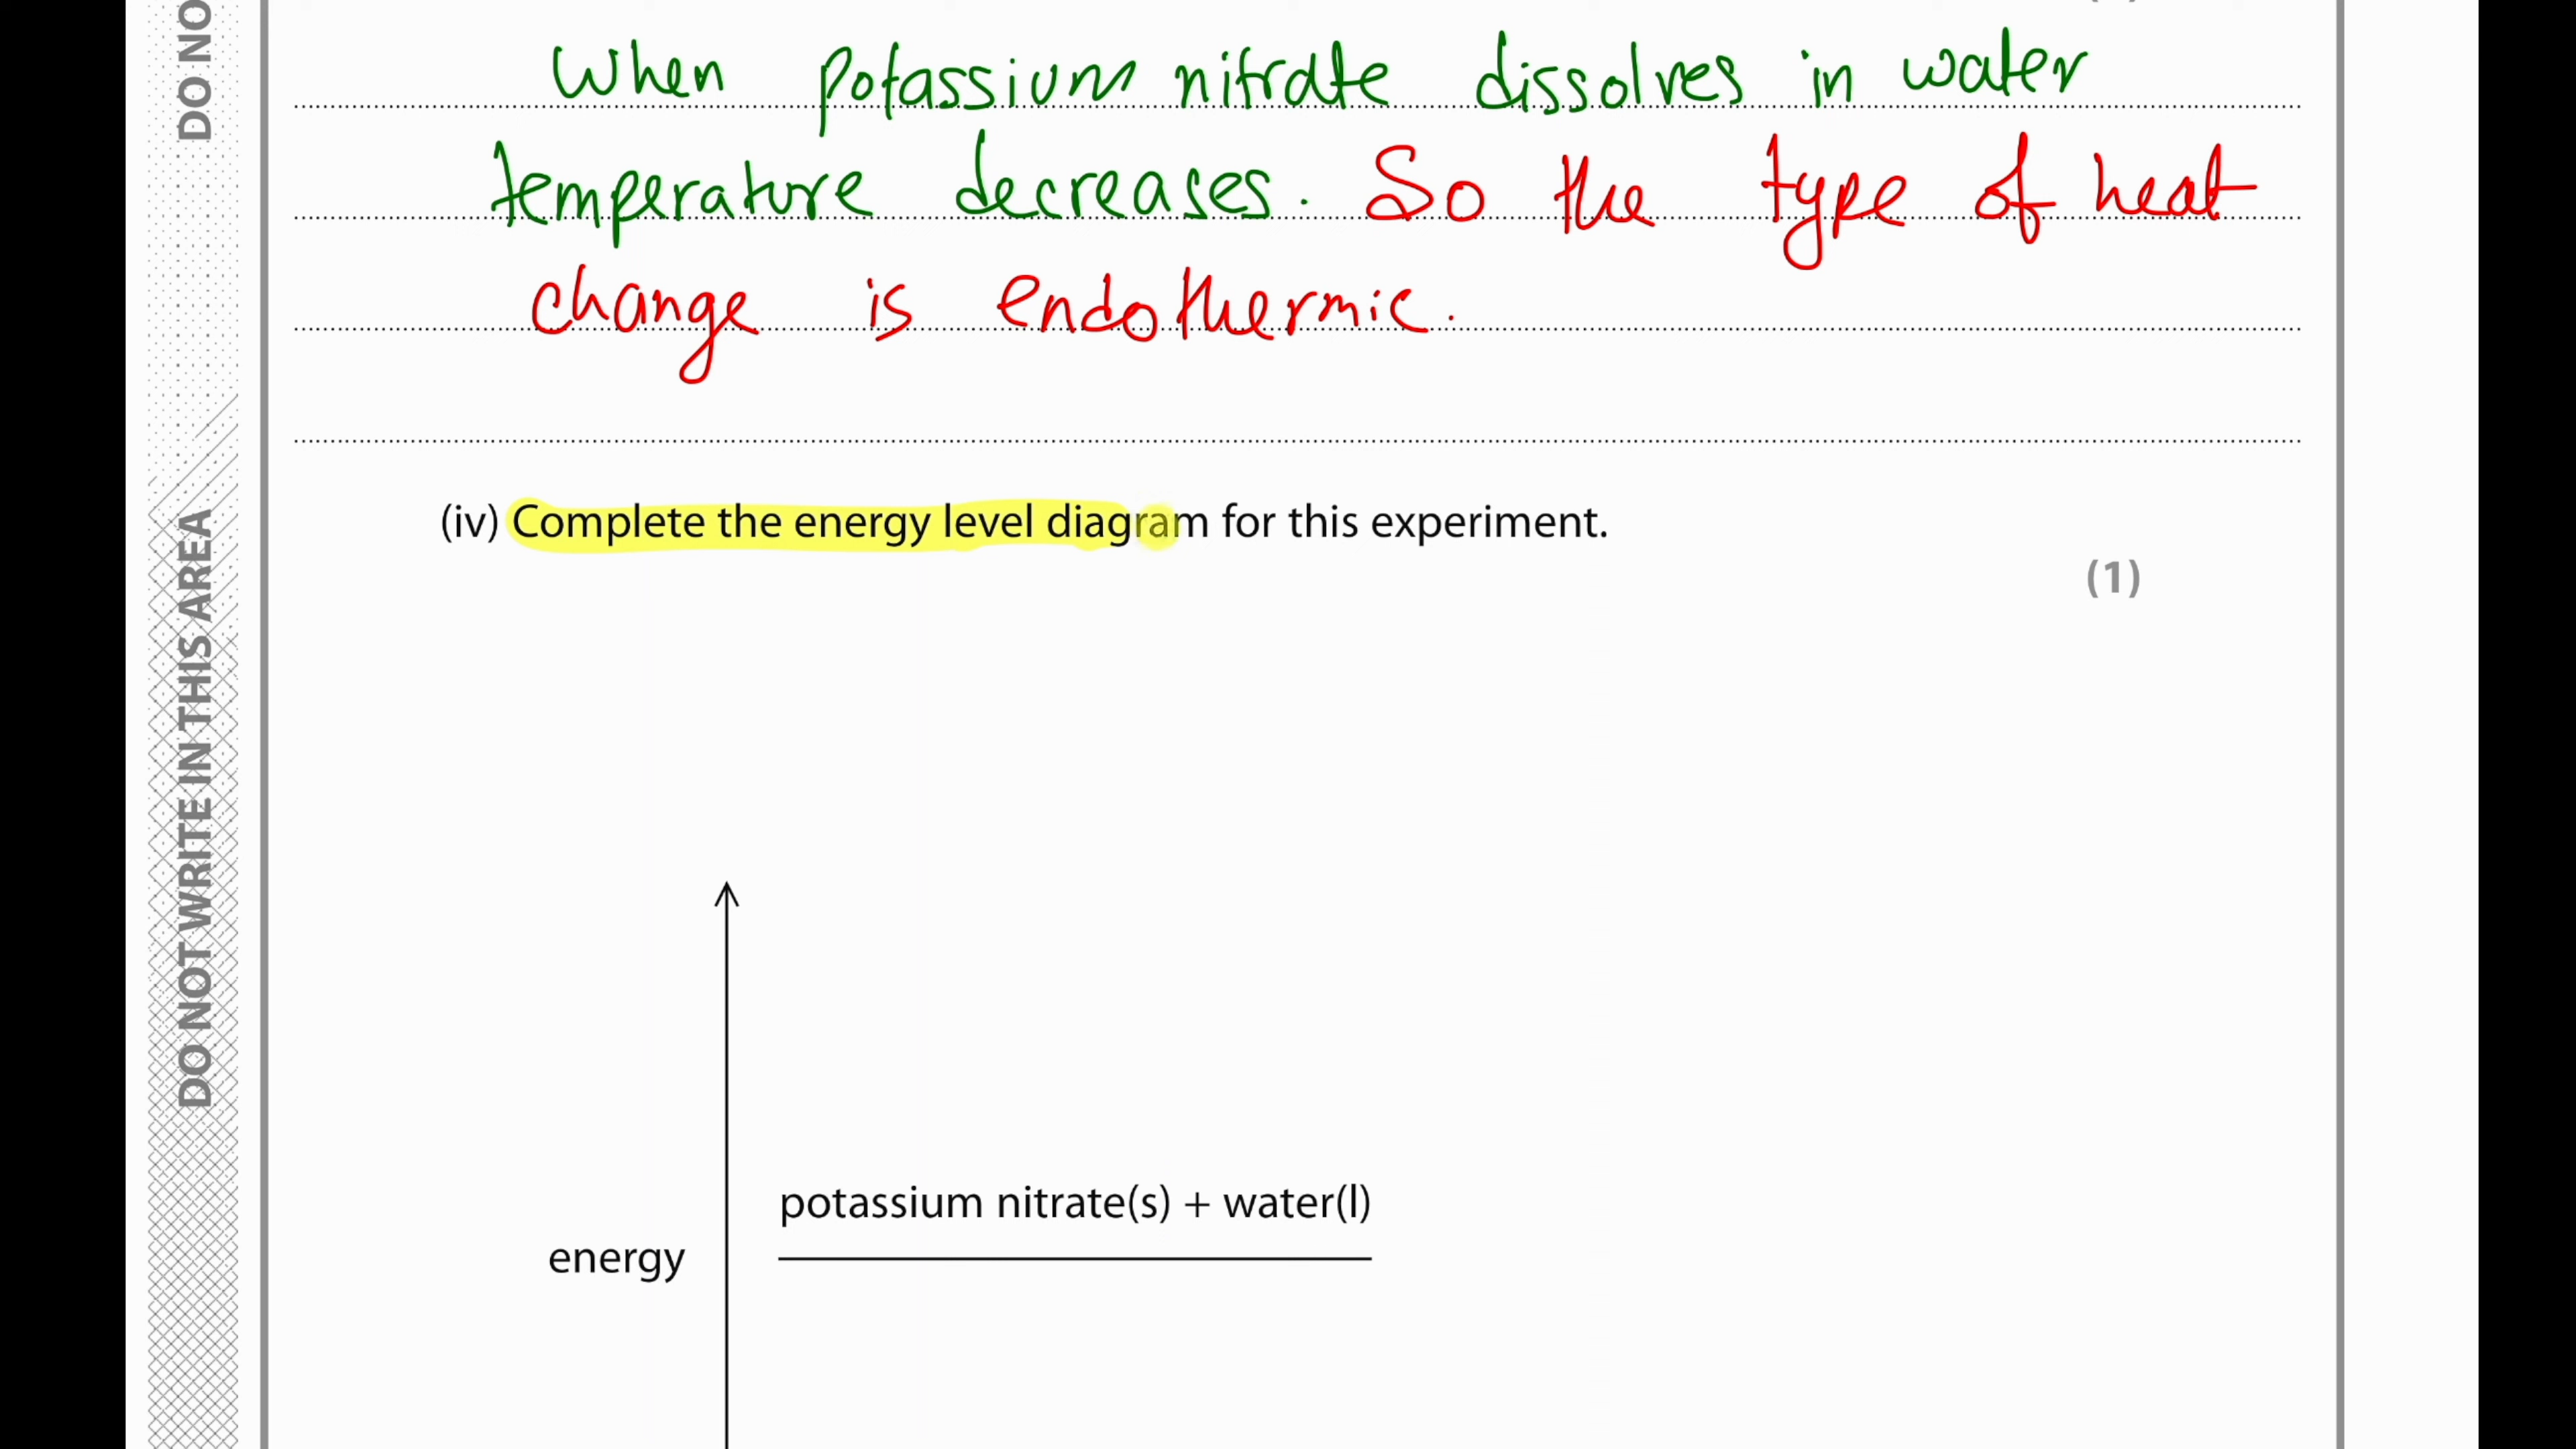 DO NO
When potassium nitrate dissolves in water
temperature decreases. So the type of heat
change is endothermic.
(iv) Complete the energy level diagram for this experiment.
(1)
DO NOT WRITE IN THIS AREA
potassium nitrate(s) + water(l)
energy